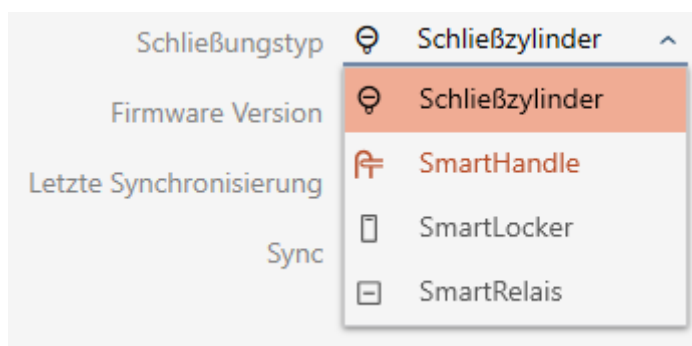 Schließungstyp Schließzylinder
Firmware Version Schließzylinder
SmartHandle
Letzte Synchronisierung
SmartLocker
Sync
SmartRelais